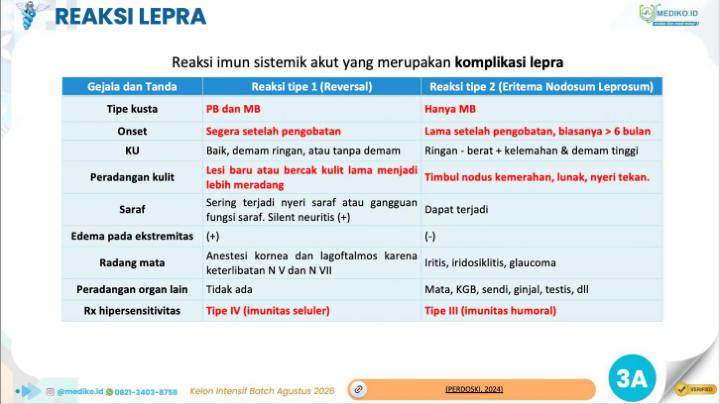 REAKSI LEPRA
MEDIKO.ID
Reaksi imun sistemik akut yang merupakan komplikasi lepra
Gejala dan Tanda Reaksi tipe 1 (Reversal) Reaksi tipe 2 (Eritema Nodosum Leprosum)
Tipe kusta PB dan MB Hanya MB
Onset Segera setelah pengobatan Lama setelah pengobatan, biasanya > 6 bulan
KU Baik, demam ringan, atau tanpa demam Ringan - berat + kelemahan & demam tinggi
Peradangan kulit Lesi baru atau bercak kulit lama menjadi
lebih meradang Timbul nodus kemerahan, lunak, nyeri tekan.
Saraf Sering terjadi nyeri saraf atau gangguan
fungsi saraf. Silent neuritis (+) Dapat terjadi
Edema pada ekstremitas (+) (-)
Radang mata Anestesi kornea dan lagoftalmos karena
keterlibatan N V dan N VII Iritis, iridosiklitis, glaucoma
Peradangan organ lain Tidak ada Mata, KGB, sendi, ginjal, testis, dll
Rx hipersensitivitas Tipe IV (imunitas seluler) Tipe III (imunitas humoral)
@mediko.id 0821-3403-8756 Kelon Intensif Batch Agustus 2026
(PERDOSKI, 2024)
3A
VERIFIED